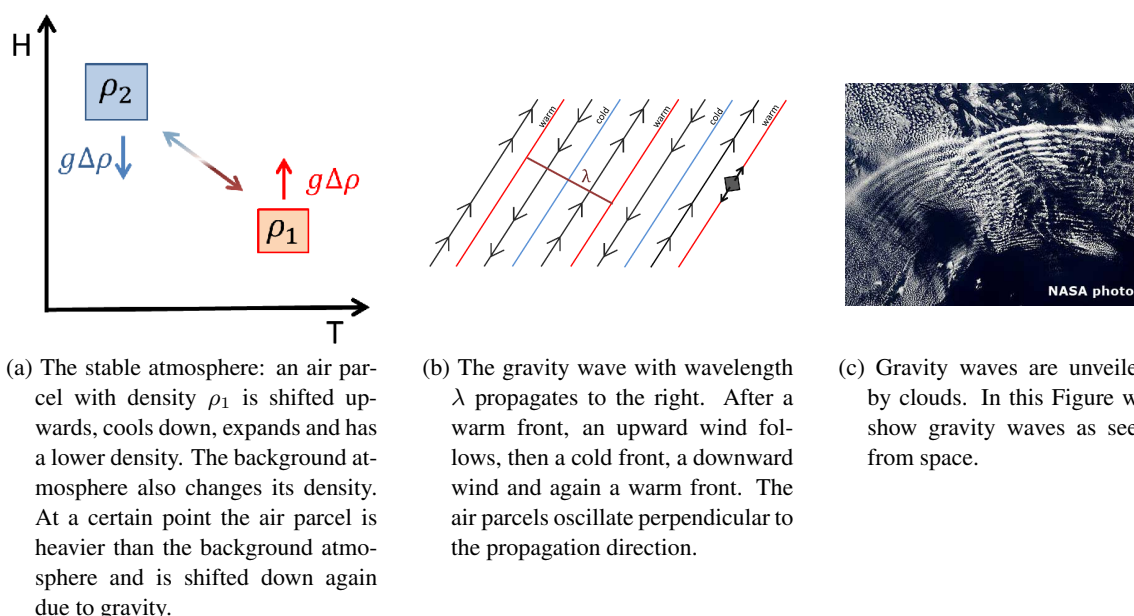 H
ρ₂
gΔρ
gΔρ
ρ₁
T
warm
cold
warm
cold
warm
λ
NASA photo
(a) The stable atmosphere: an air par-
cel with density ρ₁ is shifted up-
wards, cools down, expands and has
a lower density. The background at-
mosphere also changes its density.
At a certain point the air parcel is
heavier than the background atmo-
sphere and is shifted down again
due to gravity.
(b) The gravity wave with wavelength
λ propagates to the right. After a
warm front, an upward wind fol-
lows, then a cold front, a downward
wind and again a warm front. The
air parcels oscillate perpendicular to
the propagation direction.
(c) Gravity waves are unveile
by clouds. In this Figure w
show gravity waves as see
from space.